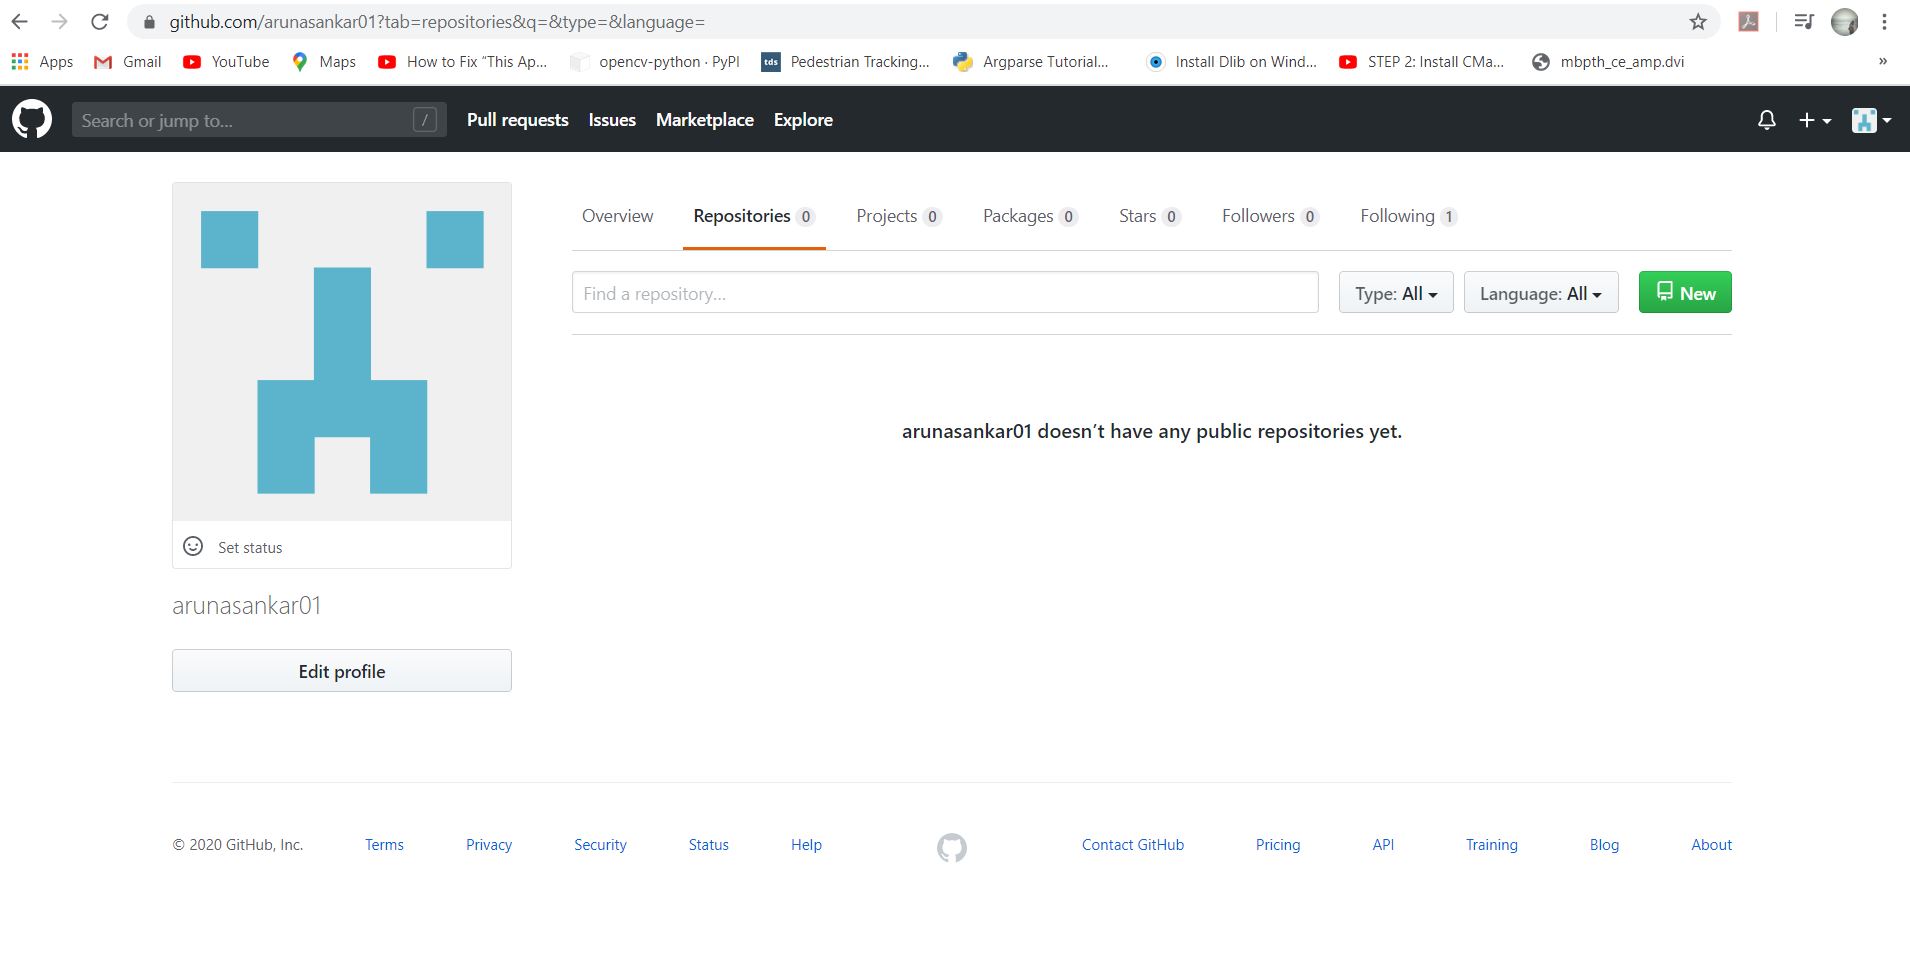 github.com/arunasankar01?tab=repositories&q=&type=&language=
Apps Gmail YouTube Maps How to Fix “This Ap... opencv-python · PyPI tds Pedestrian Tracking... Argparse Tutorial... Install Dlib on Wind... STEP 2: Install CMa... mbpth_ce_amp.dvi »
Search or jump to... / Pull requests Issues Marketplace Explore
Overview Repositories 0 Projects 0 Packages 0 Stars 0 Followers 0 Following 1
Find a repository... Type: All Language: All New
arunasankar01 doesn’t have any public repositories yet.
Set status
arunasankar01
Edit profile
© 2020 GitHub, Inc. Terms Privacy Security Status Help Contact GitHub Pricing API Training Blog About